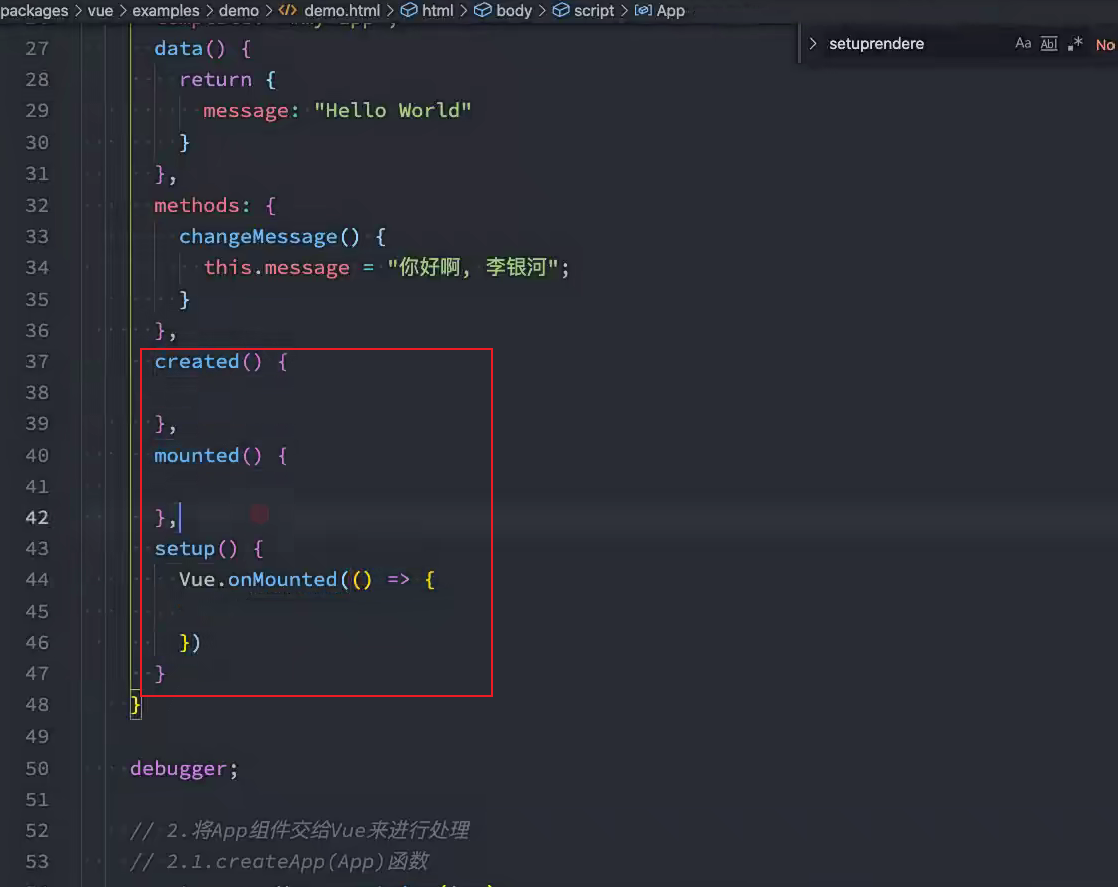 packages > vue > examples > demo > demo.html > html > body > script > App
setuprendere Aa Abl .* No
27 data() {
28 return {
29 message: "Hello World"
30 }
31 },
32 methods: {
33 changeMessage() {
34 this.message = "你好啊, 李银河";
35 }
36 },
37 created() {
38
39 },
40 mounted() {
41
42 },
43 setup() {
44 Vue.onMounted(() => {
45
46 })
47 }
48 }
49
50 debugger;
51
52 // 2.将App组件交给Vue来进行处理
53 // 2.1.createApp(App)函数